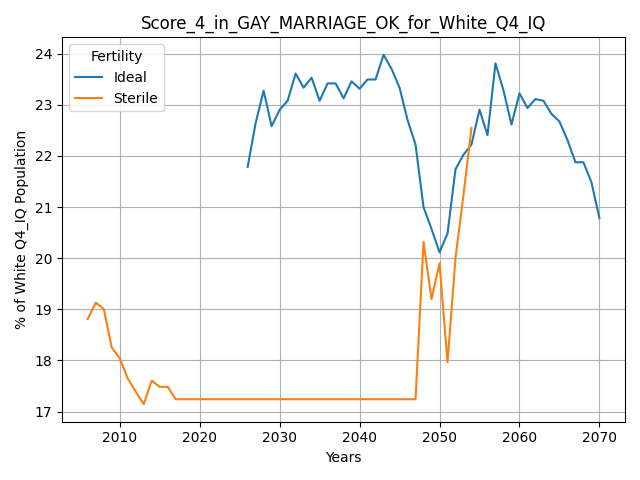 Score_4_in_GAY_MARRIAGE_OK_for_White_Q4_IQ
Fertility
Ideal
Sterile
% of White Q4_IQ Population
24
23
22
21
20
19
18
17
2010
2020
2030
2040
2050
2060
2070
Years